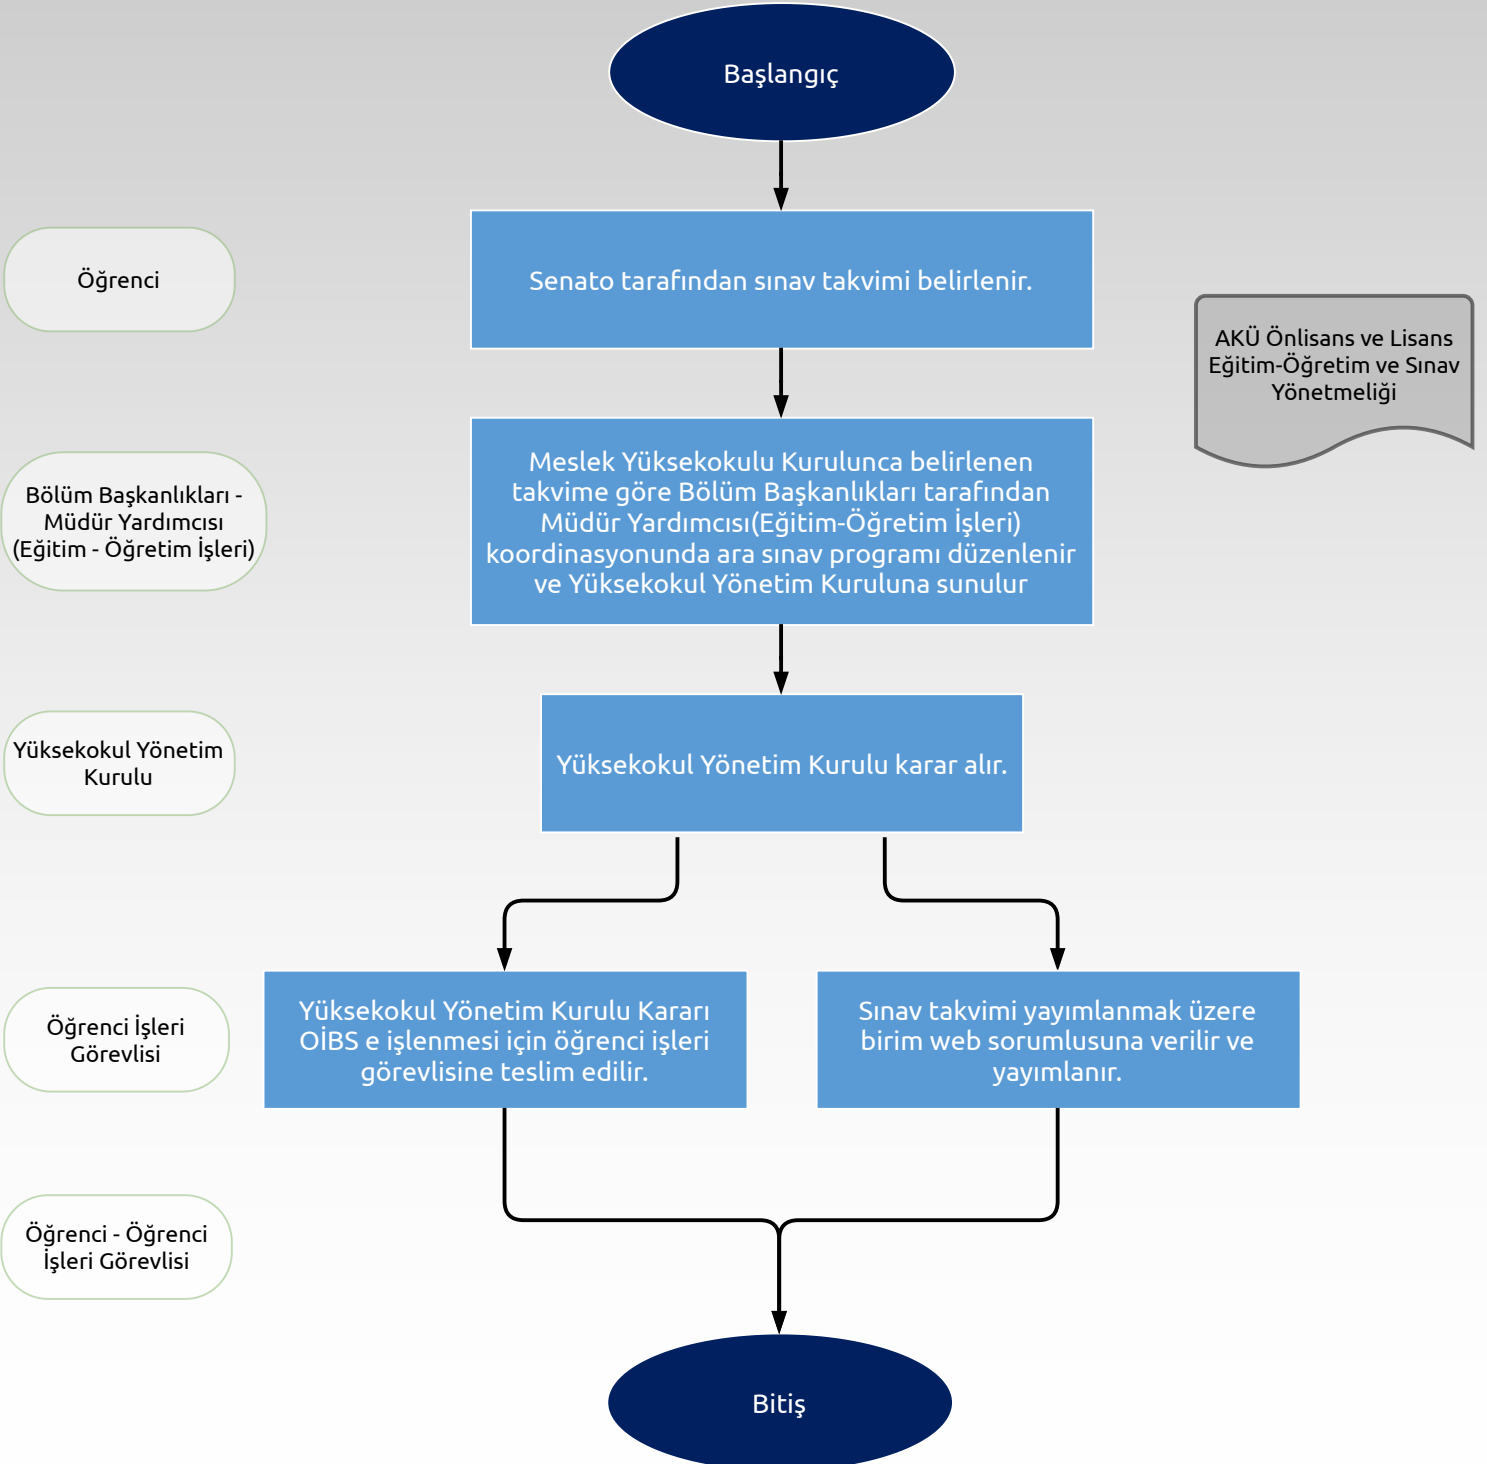 Başlangıç
Öğrenci
Senato tarafından sınav takvimi belirlenir.
AKÜ Önlisans ve Lisans
Eğitim-Öğretim ve Sınav
Yönetmeliği
Bölüm Başkanlıkları -
Müdür Yardımcısı
(Eğitim - Öğretim İşleri)
Meslek Yüksekokulu Kurulunca belirlenen
takvime göre Bölüm Başkanlıkları tarafından
Müdür Yardımcısı(Eğitim-Öğretim İşleri)
koordinasyonunda ara sınav programı düzenlenir
ve Yüksekokul Yönetim Kuruluna sunulur
Yüksekokul Yönetim
Kurulu
Yüksekokul Yönetim Kurulu karar alır.
Öğrenci İşleri
Görevlisi
Yüksekokul Yönetim Kurulu Kararı
OİBS e işlenmesi için öğrenci işleri
görevlisine teslim edilir.
Sınav takvimi yayımlanmak üzere
birim web sorumlusuna verilir ve
yayımlanır.
Öğrenci - Öğrenci
İşleri Görevlisi
Bitiş